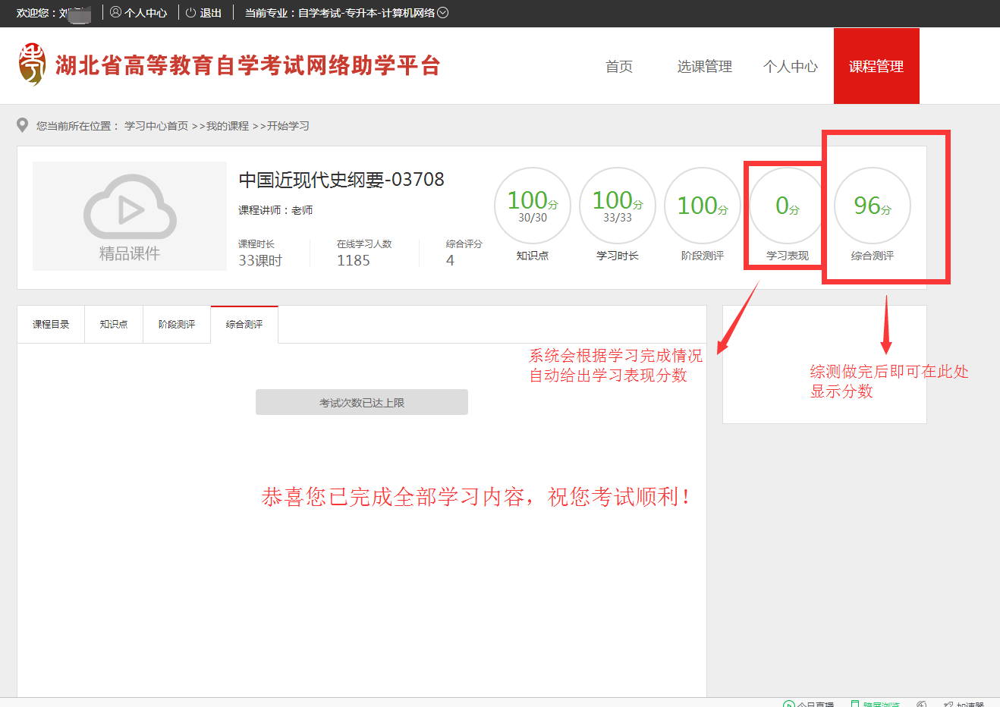 欢迎您：刘
个人中心
退出
当前专业：自学考试-专升本-计算机网络
湖北省高等教育自学考试网络助学平台
首页
选课管理
个人中心
课程管理
您当前所在位置： 学习中心首页 >>我的课程 >>开始学习
精品课件
中国近现代史纲要-03708
课程讲师：老师
课程时长
33课时
在线学习人数
1185
综合评分
4
100分
30/30
知识点
100分
33/33
学习时长
100分
阶段测评
0分
学习表现
96分
综合测评
课程目录
知识点
阶段测评
综合测评
系统会根据学习完成情况
自动给出学习表现分数
综测做完后即可在此处
显示分数
考试次数已达上限
恭喜您已完成全部学习内容，祝您考试顺利！
今日直播
跨屏浏览
加速器